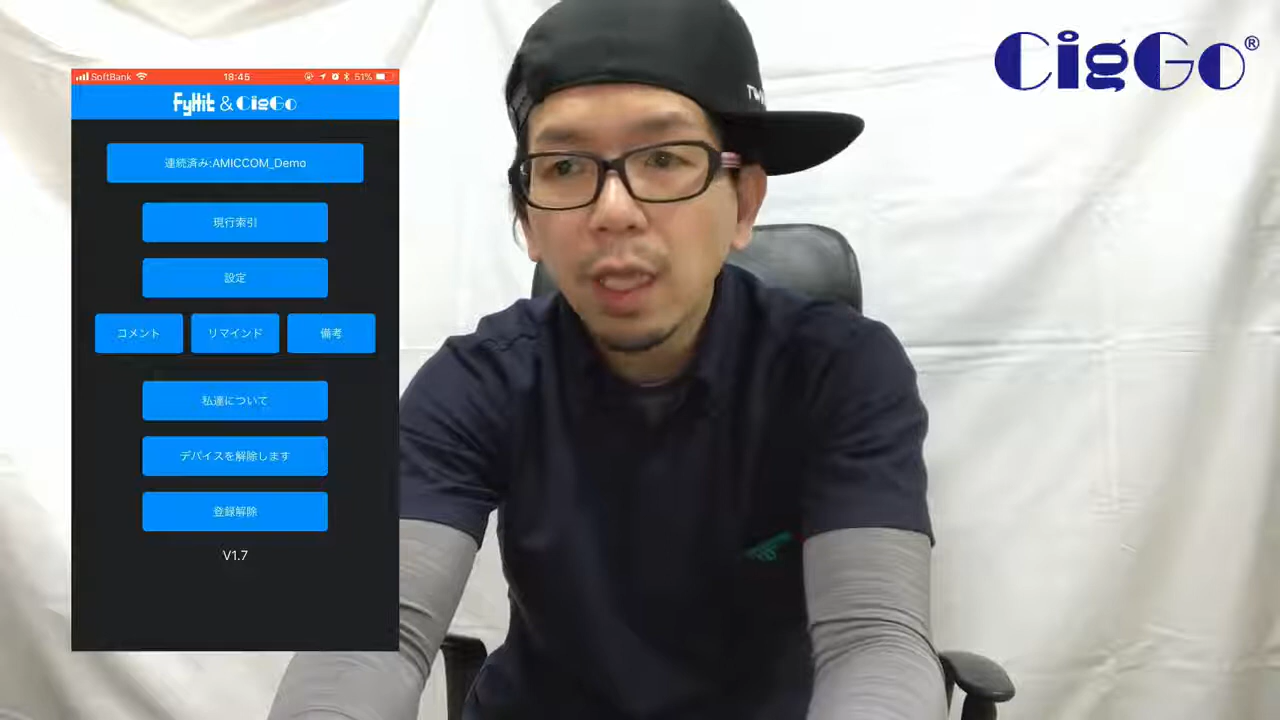 SoftBank 18:45 51%
FyHit & CigGo
連続済み:AMICCOM_Demo
現行索引
設定
コメント リマインド 備考
私達について
デバイスを解除します
登録解除
V1.7
CigGo®